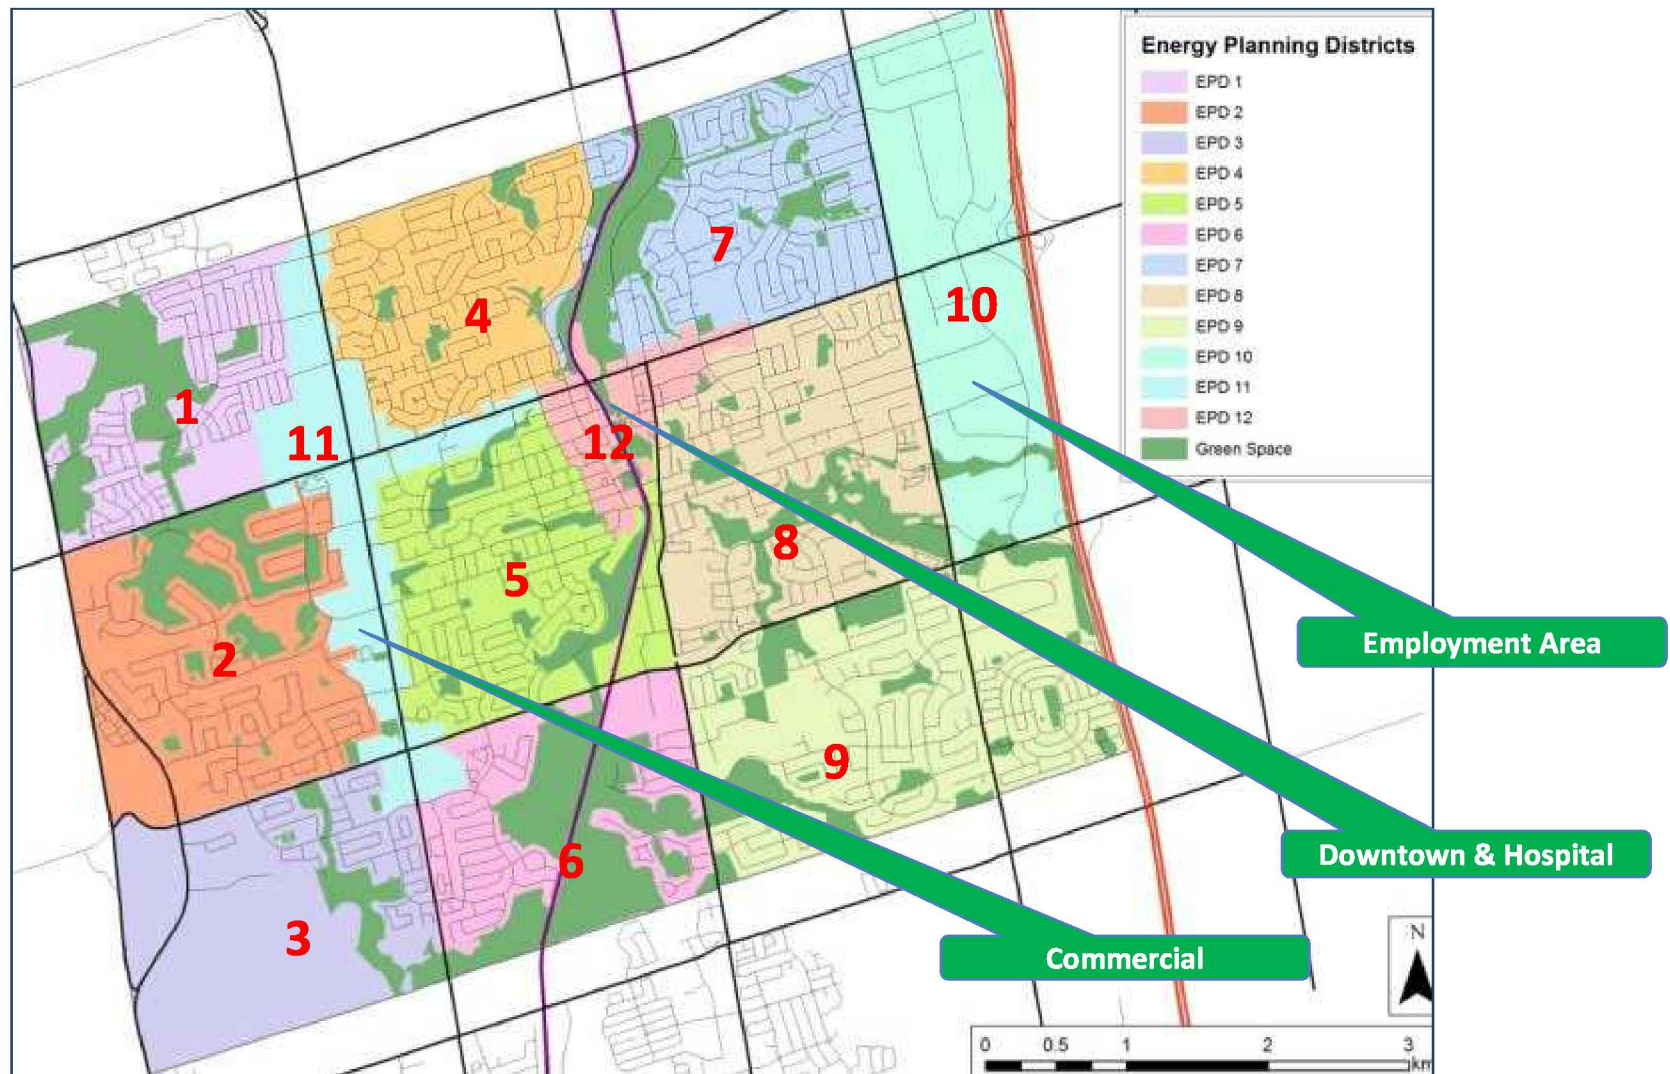 Energy Planning Districts
EPD 1
EPD 2
EPD 3
EPD 4
EPD 5
EPD 6
EPD 7
EPD 8
EPD 9
EPD 10
EPD 11
EPD 12
Green Space
7
10
4
1
11
12
8
5
2
9
6
3
Employment Area
Downtown & Hospital
Commercial
N
0 0.5 1 2 3
km